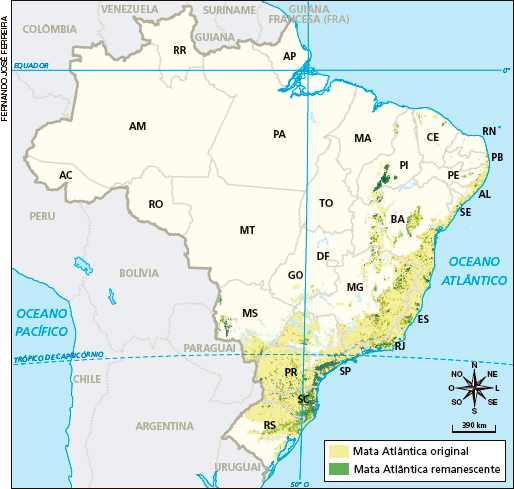 FERNANDO JOSÉ FERREIRA
VENEZUELA
SURINAME
GUIANA
FRANCESA (FRA)
COLÔMBIA
GUIANA
RR
AP
EQUADOR
0°
AM
PA
MA
CE
RN
PB
PI
PE
AC
AL
TO
SE
RO
BA
PERU
MT
DF
OCEANO
ATLÂNTICO
BOLÍVIA
GO
MG
OCEANO
PACÍFICO
MS
ES
PARAGUAI
TRÓPICO DE CAPRICÓRNIO
RJ
SP
PR
CHILE
N
NO
NE
O
L
SO
SE
S
SC
ARGENTINA
RS
390 km
URUGUAI
Mata Atlântica original
Mata Atlântica remanescente
50° O